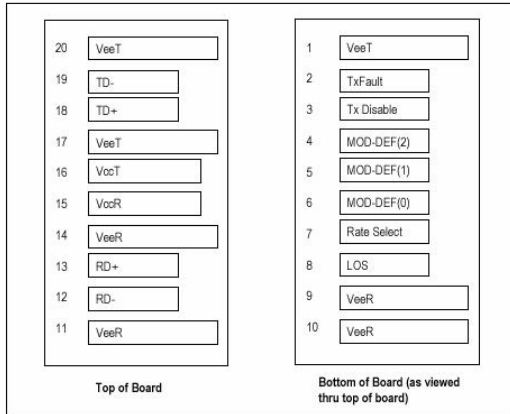 20 VeeT
19 TD-
18 TD+
17 VeeT
16 VccT
15 VccR
14 VeeR
13 RD+
12 RD-
11 VeeR
Top of Board
1 VeeT
2 TxFault
3 Tx Disable
4 MOD-DEF(2)
5 MOD-DEF(1)
6 MOD-DEF(0)
7 Rate Select
8 LOS
9 VeeR
10 VeeR
Bottom of Board (as viewed
thru top of board)